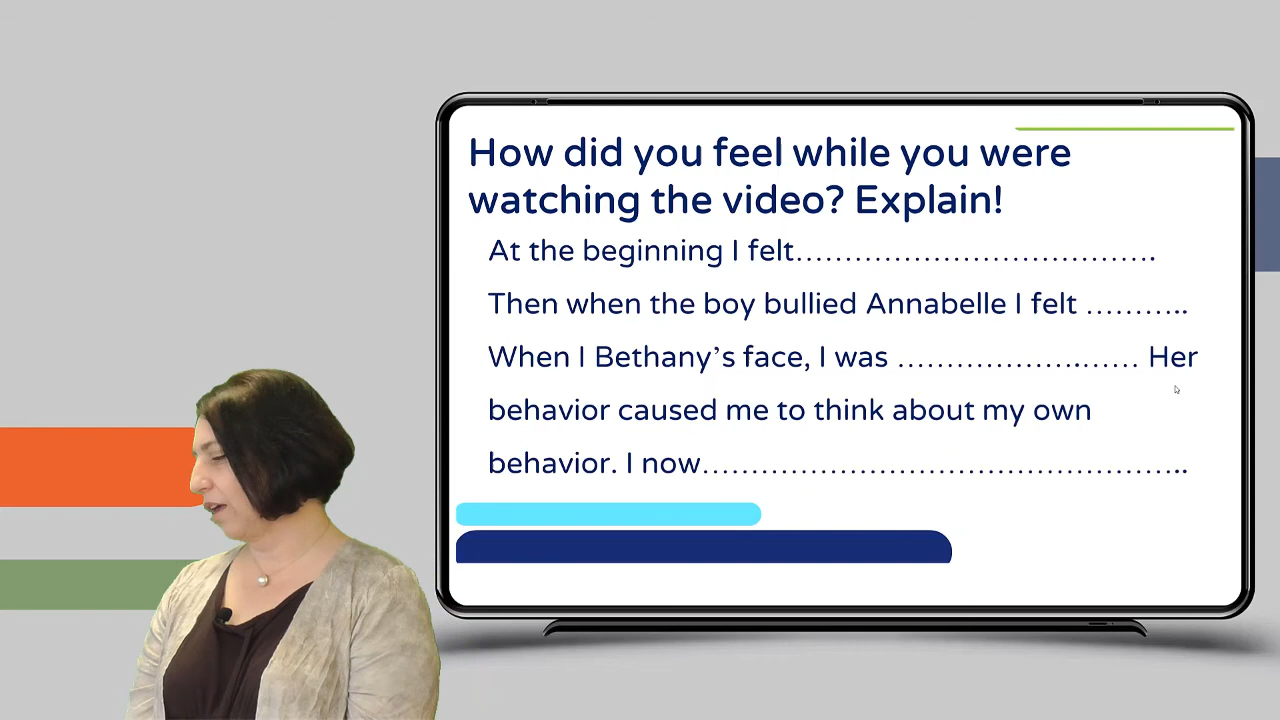 How did you feel while you were
watching the video? Explain!
At the beginning I felt……………………………………….
Then when the boy bullied Annabelle I felt ………..
When I Bethany’s face, I was ………………..…… Her
behavior caused me to think about my own
behavior. I now…………………………………………………..